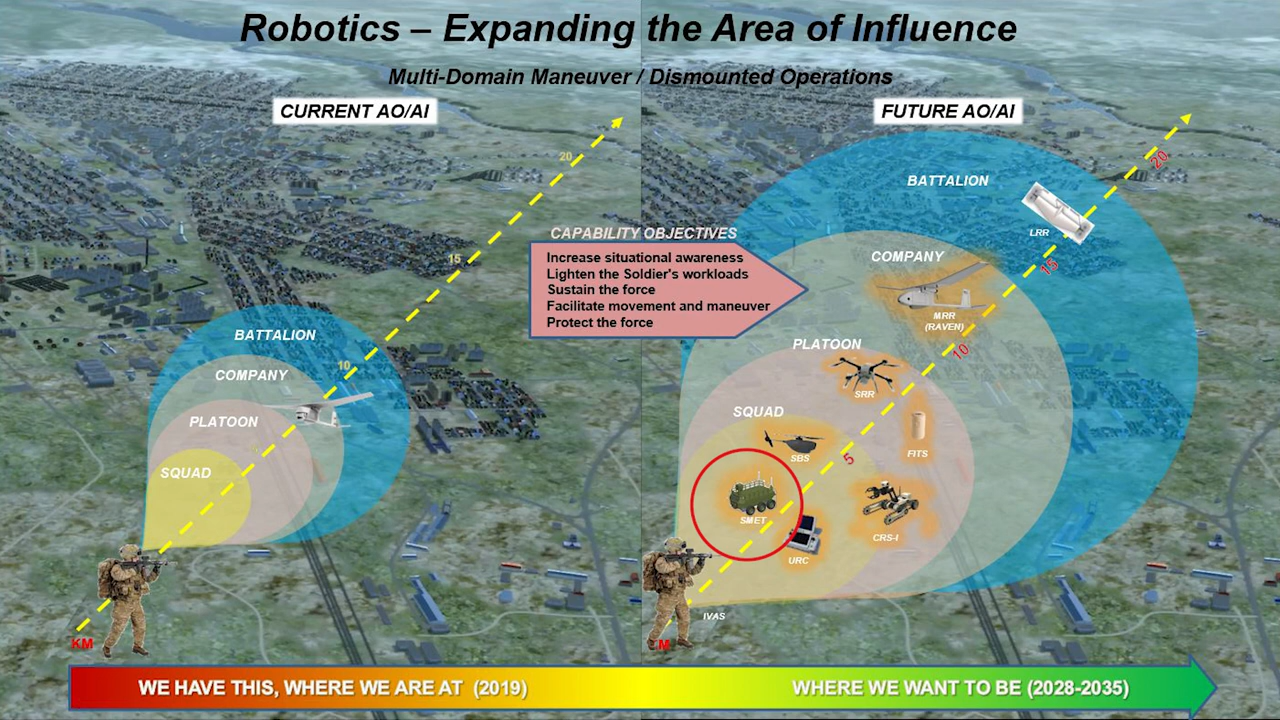 Robotics – Expanding the Area of Influence
Multi-Domain Maneuver / Dismounted Operations
CURRENT AO/AI
20
15
10
BATTALION
COMPANY
PLATOON
SQUAD
KM
CAPABILITY OBJECTIVES
Increase situational awareness
Lighten the Soldier's workloads
Sustain the force
Facilitate movement and maneuver
Protect the force
FUTURE AO/AI
20
BATTALION
LRR
15
COMPANY
MRR
(RAVEN)
10
PLATOON
SRR
SQUAD
FITS
SBS
5
SMET
CRS-I
URC
IVAS
M
WE HAVE THIS, WHERE WE ARE AT (2019)
WHERE WE WANT TO BE (2028-2035)